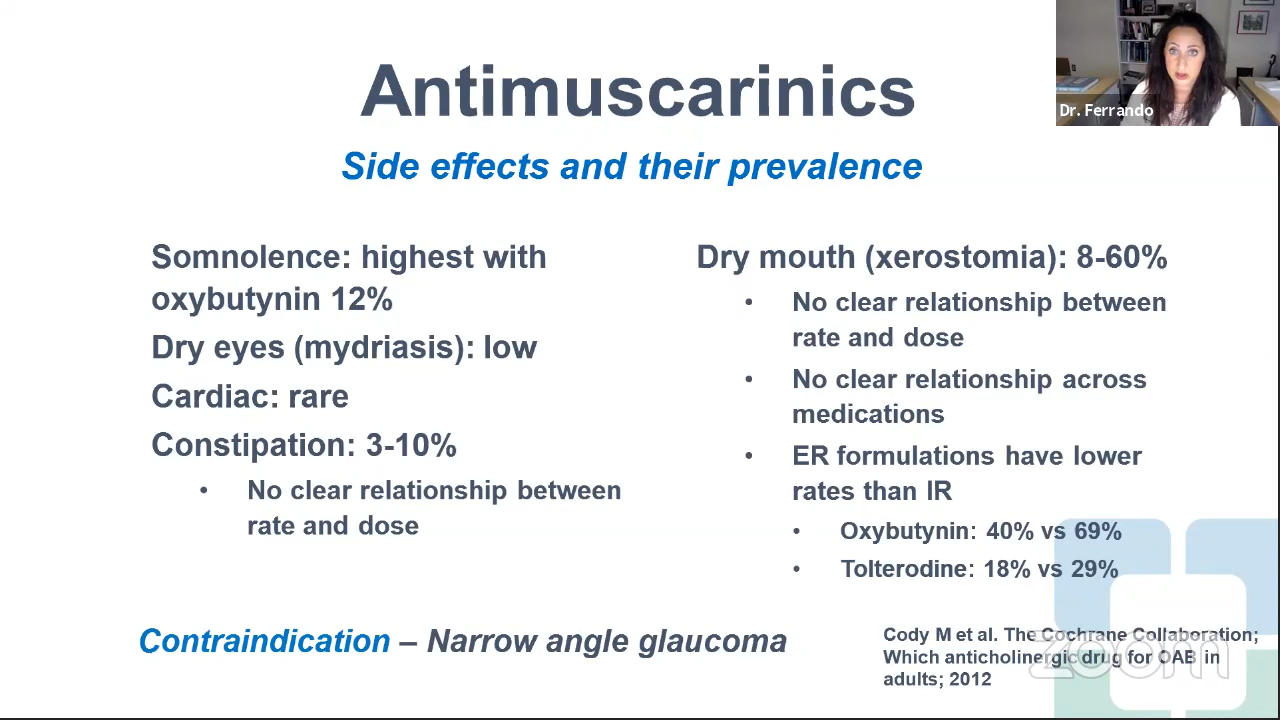 Antimuscarinics
Side effects and their prevalence
Dr. Ferrando
Somnolence: highest with
oxybutynin 12%
Dry eyes (mydriasis): low
Cardiac: rare
Constipation: 3-10%
• No clear relationship between
rate and dose
Dry mouth (xerostomia): 8-60%
• No clear relationship between
rate and dose
• No clear relationship across
medications
• ER formulations have lower
rates than IR
• Oxybutynin: 40% vs 69%
• Tolterodine: 18% vs 29%
Contraindication – Narrow angle glaucoma
Cody M et al. The Cochrane Collaboration;
Which anticholinergic drug for OAB in
adults; 2012
zoom